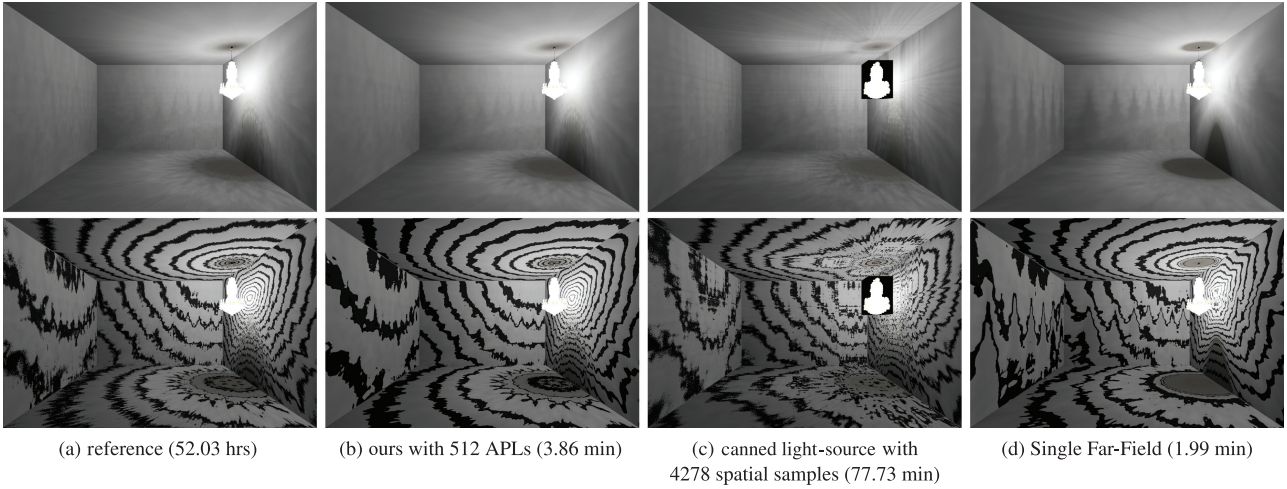 (a) reference (52.03 hrs)
(b) ours with 512 APLs (3.86 min)
(c) canned light-source with
4278 spatial samples (77.73 min)
(d) Single Far-Field (1.99 min)